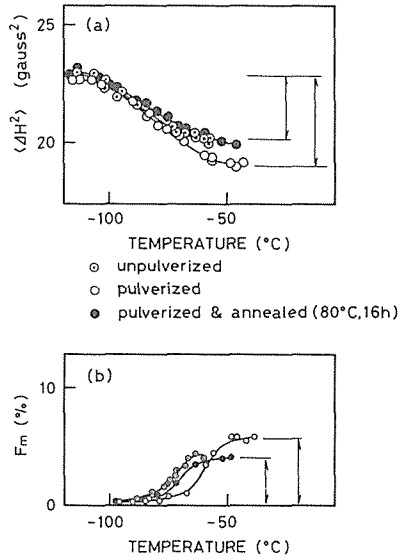 25
(a)
⟨ΔH²⟩ (gauss²)
20
-100
-50
TEMPERATURE (°C)
unpulverized
pulverized
pulverized & annealed (80°C,16h)
10
(b)
Fm (%)
0
-100
-50
TEMPERATURE (°C)